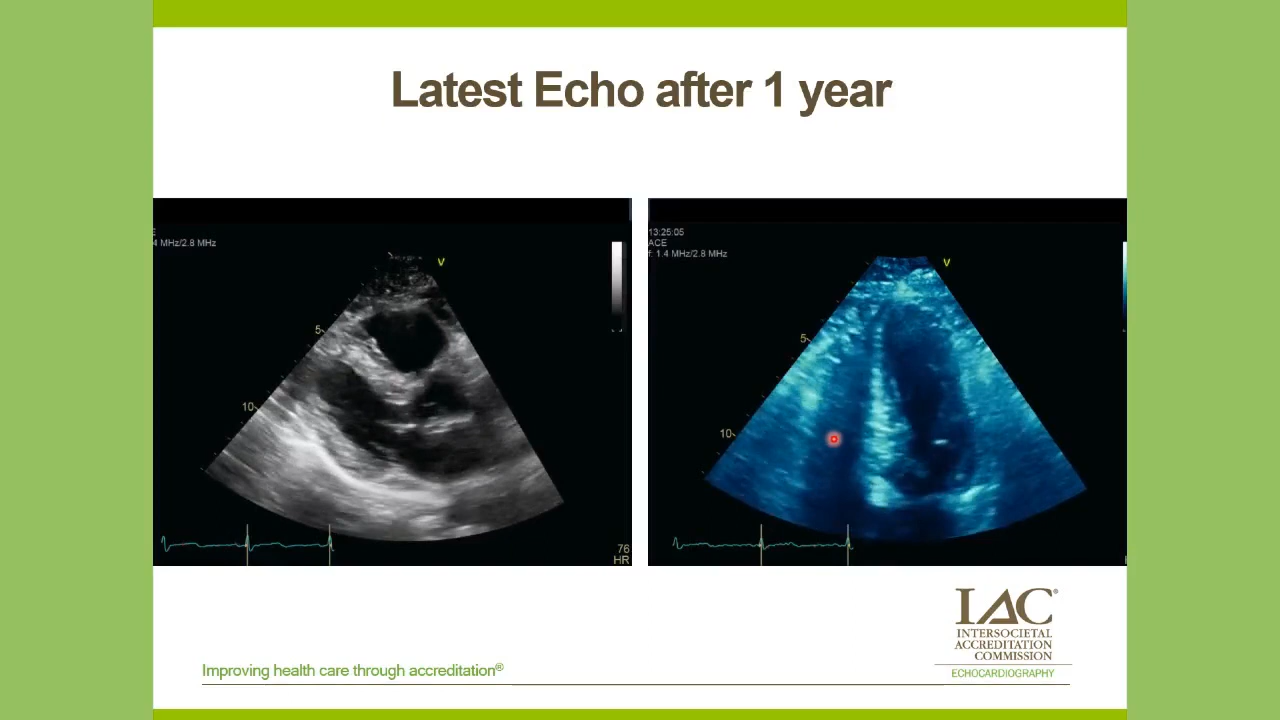 Latest Echo after 1 year
4 MHz/2.8 MHz
V
5
10
76
HR
13:25:05
ACE
f: 1.4 MHz/2.8 MHz
V
5
10
IAC®
INTERSOCIETAL
ACCREDITATION
COMMISSION
ECHOCARDIOGRAPHY
Improving health care through accreditation®